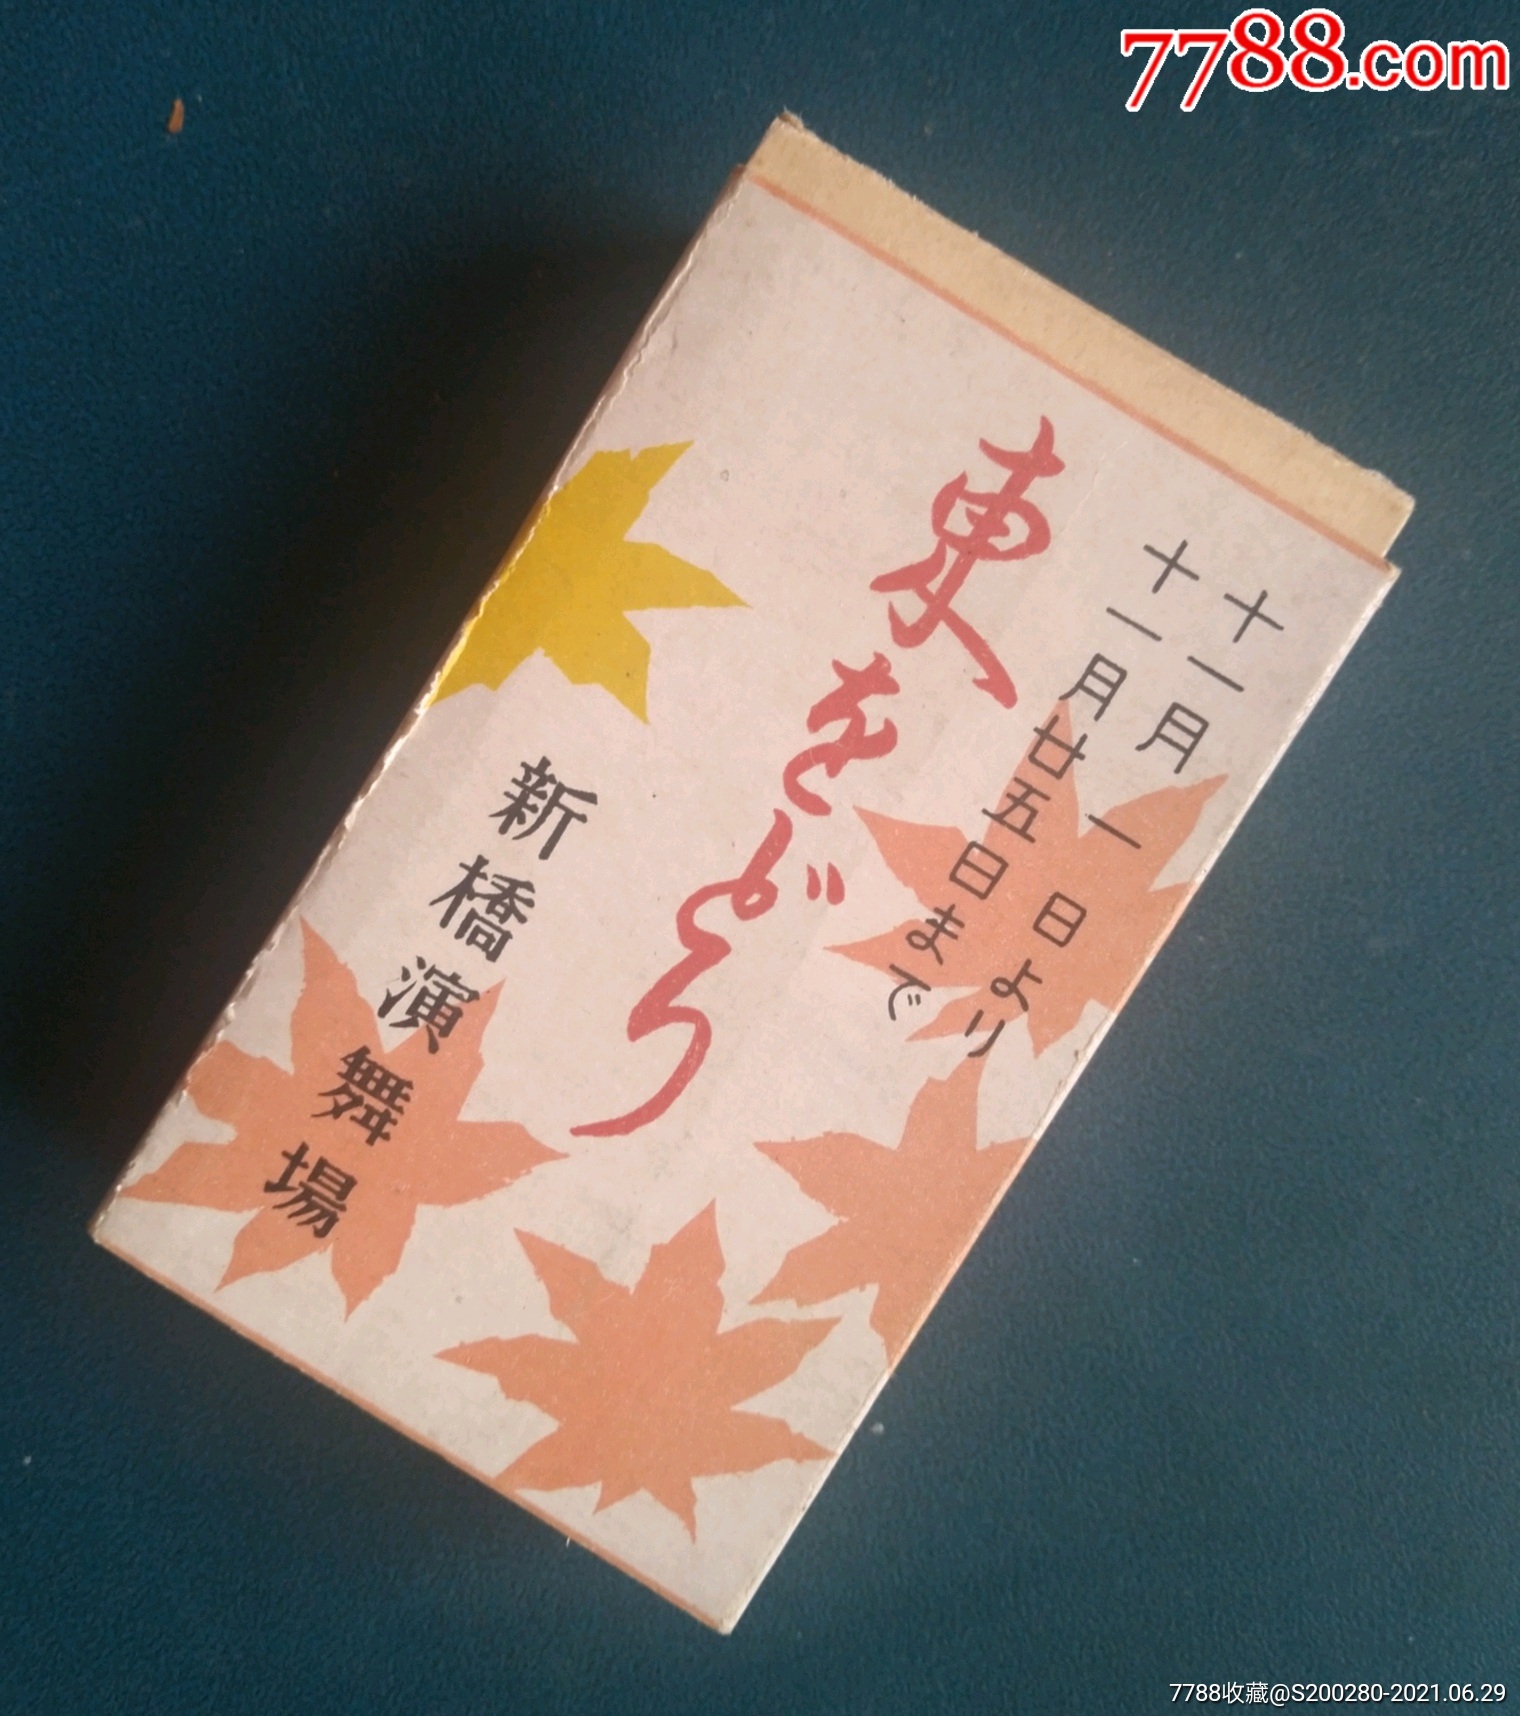 7788.com
十一月 一日より
十一月廿五日まで
東をどり
新橋演舞場
7788收藏@S200280-2021.06.29